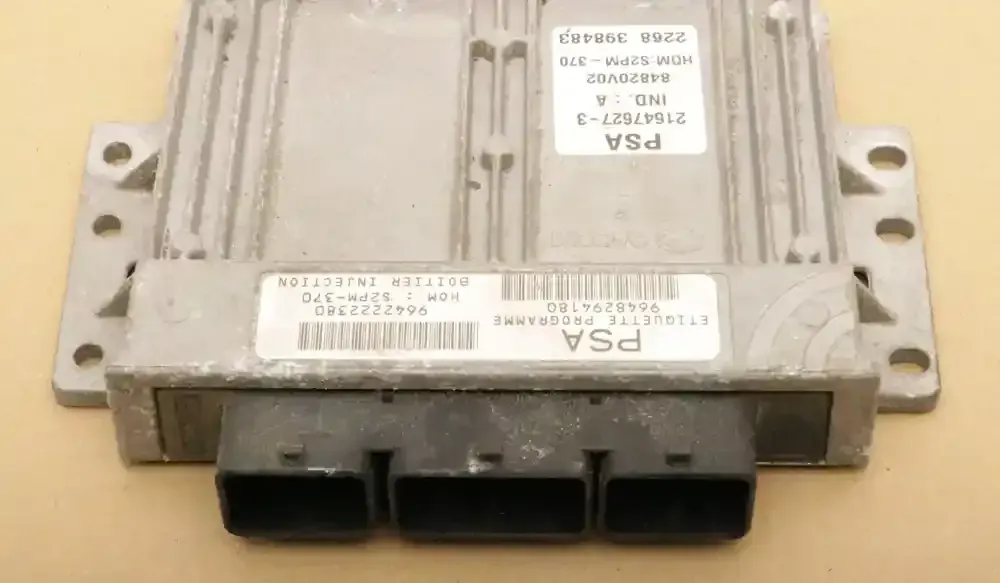 PSA
ETIQUETTE PROGRAMME
9648294180
9642222380
HOM : S2PM-370
BOITIER INJECTION
PSA
21647627-3
IND. : A
84820V02
HOM:S2PM-370
2268 398483